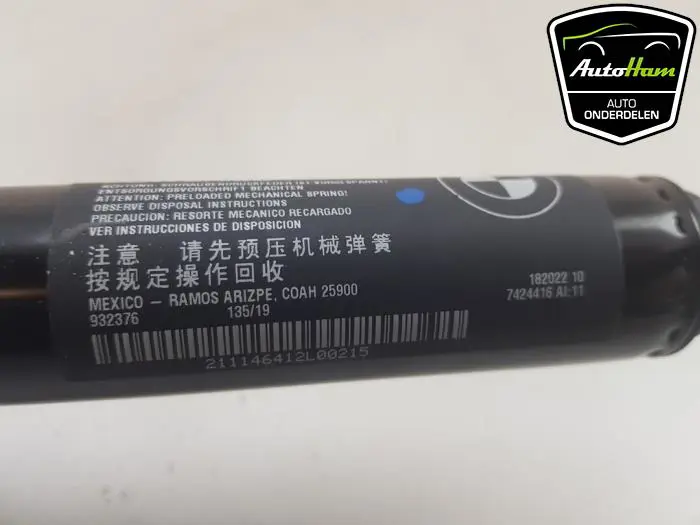 AutoHam
AUTO
ONDERDELEN
ACHTUNG:
ENTSORGUNGSVORSCHRIFT BEACHTEN
ATTENTION: PRELOADED MECHANICAL SPRING!
OBSERVE DISPOSAL INSTRUCTIONS
PRECAUCION: RESORTE MECANICO RECARGADO
VER INSTRUCCIONES DE DISPOSICION
注意 请先预压机械弹簧
按规定操作回收
MEXICO – RAMOS ARIZPE, COAH 25900
932376 135/19
182022 10
7424416 AI:11
211146412L00215